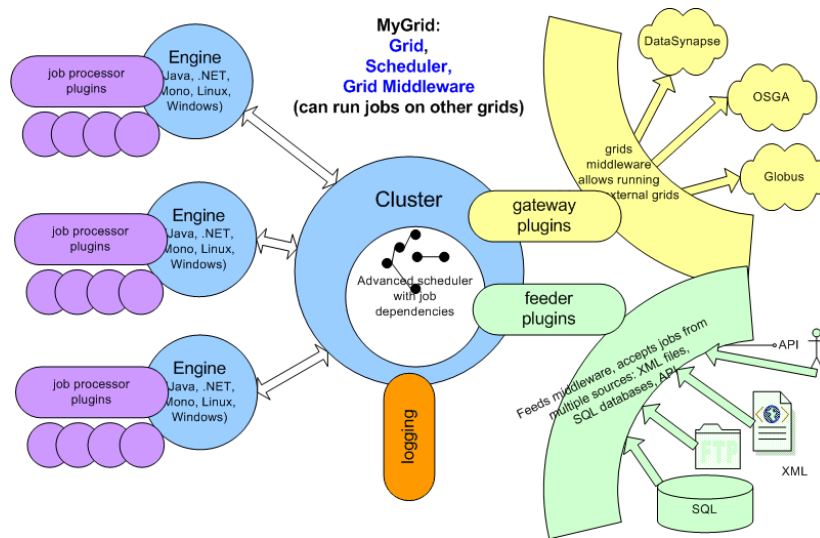 MyGrid:
Grid,
Scheduler,
Grid Middleware
(can run jobs on other grids)
Engine
(Java, .NET,
Mono, Linux,
Windows)
job processor
plugins
Engine
(Java, .NET,
Mono, Linux,
Windows)
job processor
plugins
Engine
(Java, .NET,
Mono, Linux,
Windows)
job processor
plugins
Cluster
Advanced scheduler
with job
dependencies
logging
gateway
plugins
feeder
plugins
grids
middleware
allows running
external grids
DataSynapse
OSGA
Globus
Feeds middleware, accepts jobs from
multiple sources: XML files,
SQL databases, API
API
FTP
XML
SQL